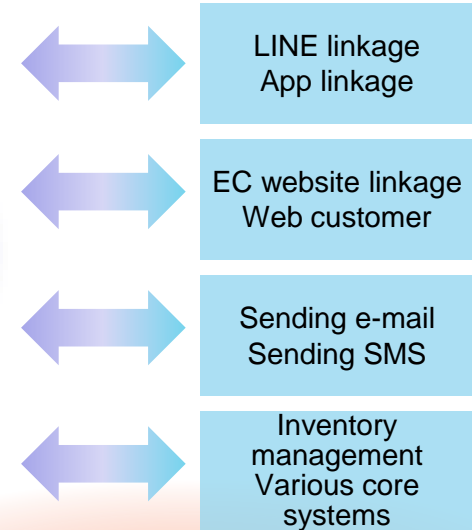 LINE linkage
App linkage
EC website linkage
Web customer
Sending e-mail
Sending SMS
Inventory
management
Various core
systems